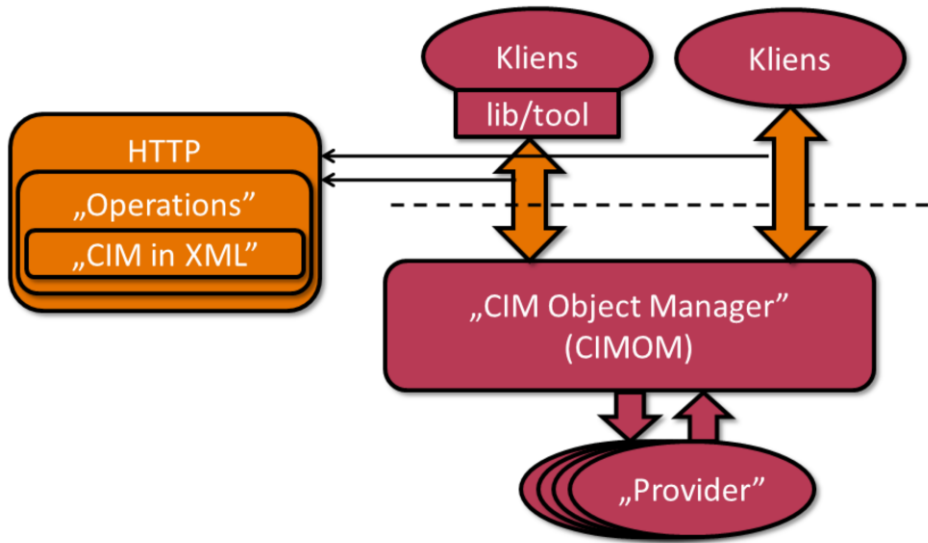 Kliens
lib/tool
Kliens
HTTP
„Operations”
„CIM in XML”
„CIM Object Manager”
(CIMOM)
„Provider”